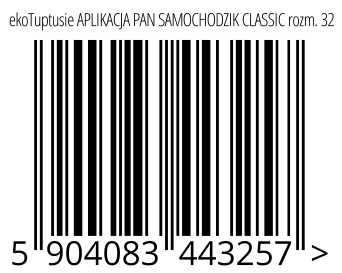 ekoTuptusie APLIKACJA PAN SAMOCHODZIK CLASSIC rozm. 32
5 904083 443257 >